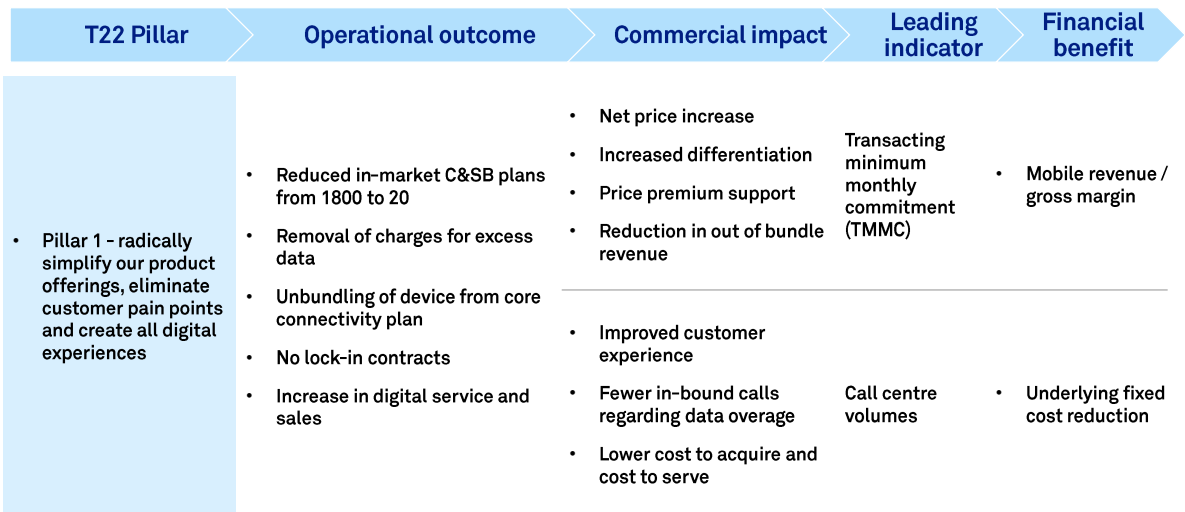 T22 Pillar
Operational outcome
Commercial impact
Leading
indicator
Financial
benefit
• Pillar 1 - radically
simplify our product
offerings, eliminate
customer pain points
and create all digital
experiences
• Reduced in-market C&SB plans
from 1800 to 20
• Removal of charges for excess
data
• Unbundling of device from core
connectivity plan
• No lock-in contracts
• Increase in digital service and
sales
• Net price increase
• Increased differentiation
• Price premium support
• Reduction in out of bundle
revenue
Transacting
minimum
monthly
commitment
(TMMC)
• Mobile revenue /
gross margin
• Improved customer
experience
• Fewer in-bound calls
regarding data overage
• Lower cost to acquire and
cost to serve
Call centre
volumes
• Underlying fixed
cost reduction